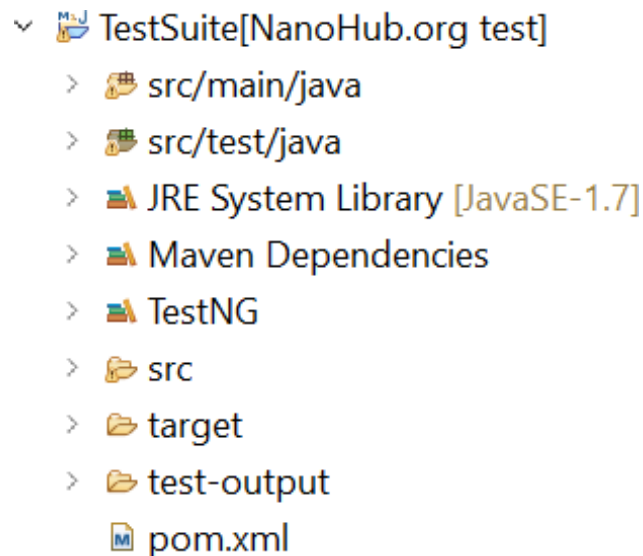 TestSuite[NanoHub.org test]
src/main/java
src/test/java
JRE System Library [JavaSE-1.7]
Maven Dependencies
TestNG
src
target
test-output
pom.xml